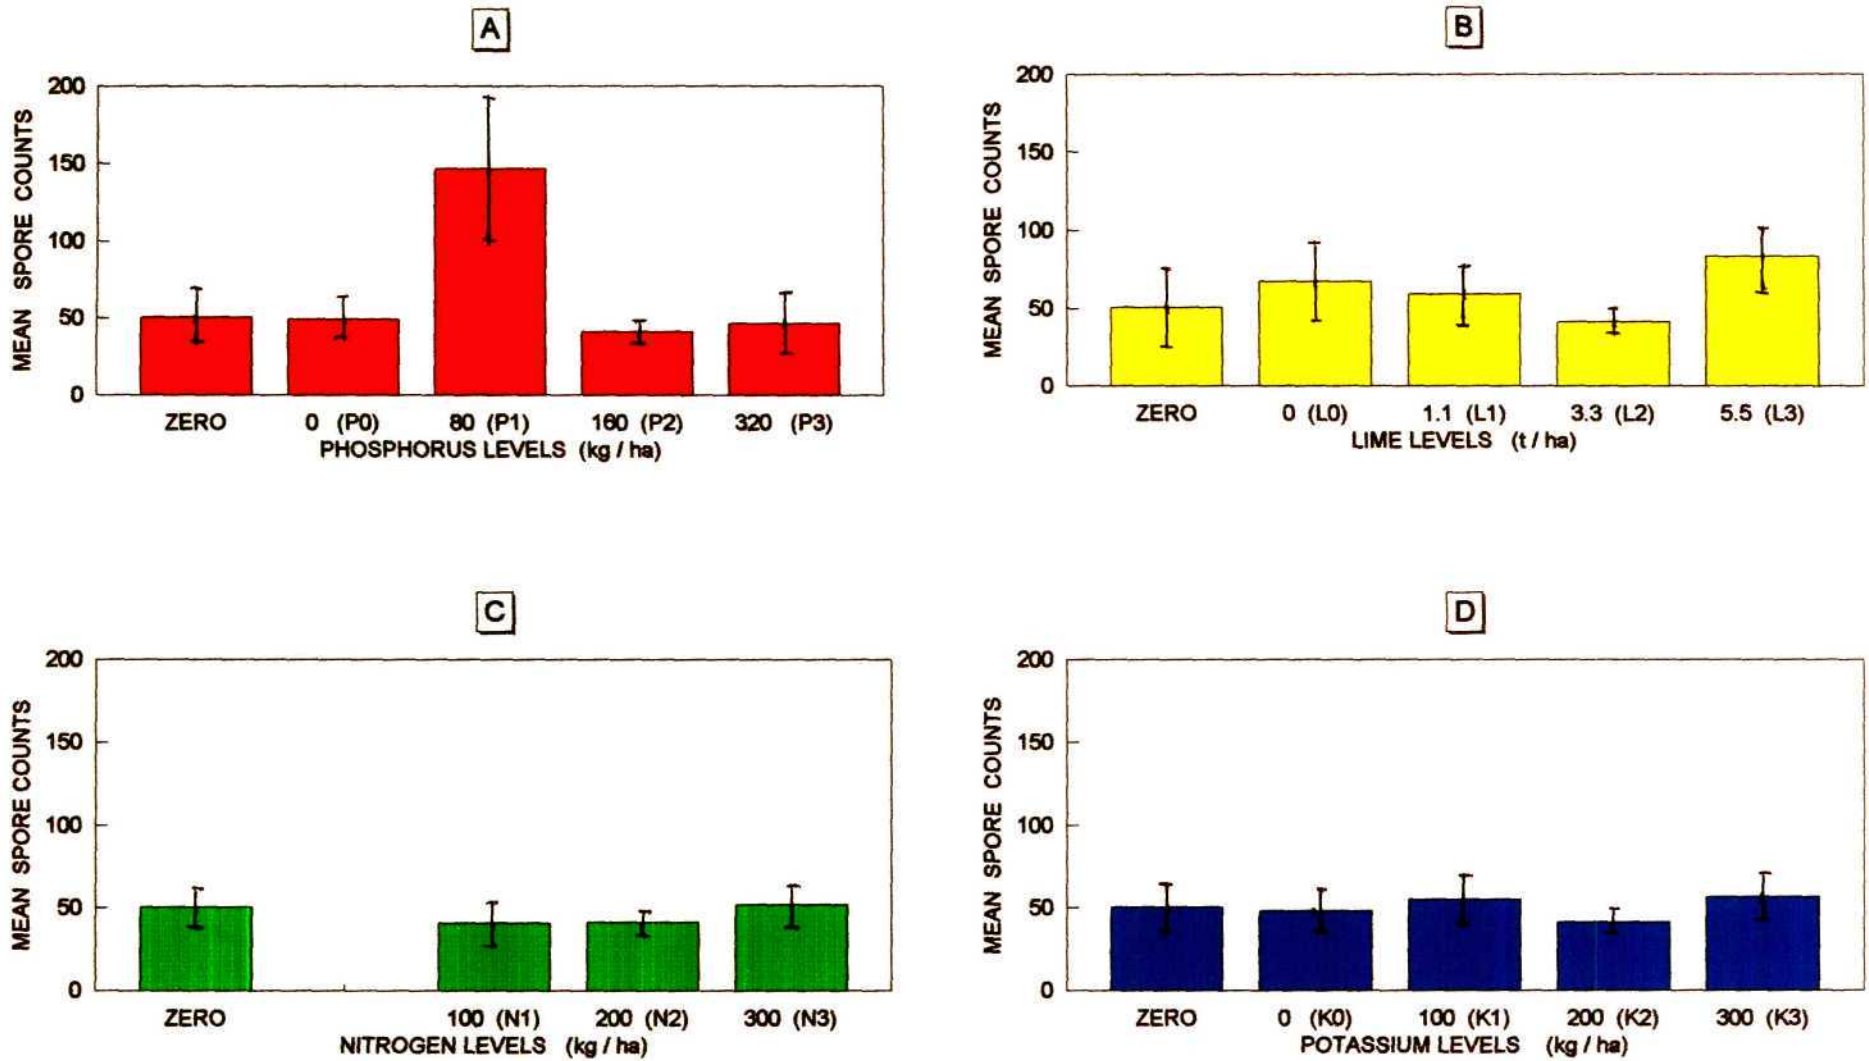 A
200
150
100
50
0
MEAN SPORE COUNTS
ZERO 0 (P0) 80 (P1) 160 (P2) 320 (P3)
PHOSPHORUS LEVELS (kg / ha)
B
200
150
100
50
0
MEAN SPORE COUNTS
ZERO 0 (L0) 1.1 (L1) 3.3 (L2) 5.5 (L3)
LIME LEVELS (t / ha)
C
200
150
100
50
0
MEAN SPORE COUNTS
ZERO 100 (N1) 200 (N2) 300 (N3)
NITROGEN LEVELS (kg / ha)
D
200
150
100
50
0
MEAN SPORE COUNTS
ZERO 0 (K0) 100 (K1) 200 (K2) 300 (K3)
POTASSIUM LEVELS (kg / ha)